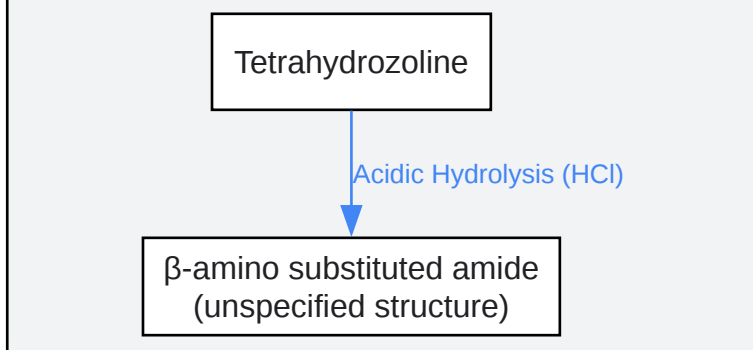 Tetrahydrozoline
Acidic Hydrolysis (HCl)
β-amino substituted amide
(unspecified structure)